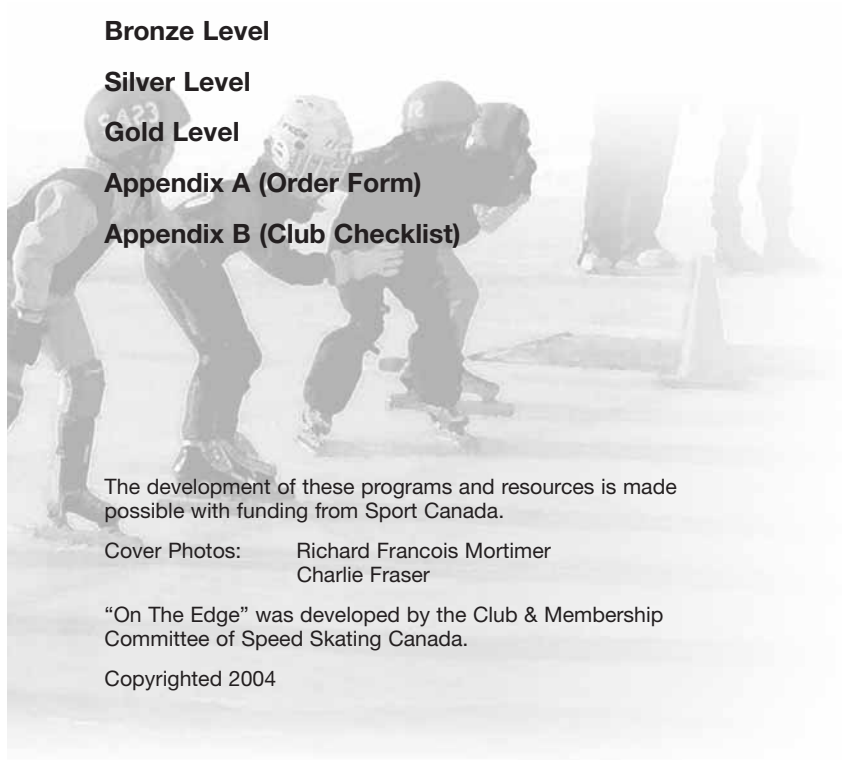 Bronze Level
Silver Level
Gold Level
Appendix A (Order Form)
Appendix B (Club Checklist)
The development of these programs and resources is made
possible with funding from Sport Canada.
Cover Photos: Richard Francois Mortimer
Charlie Fraser
“On The Edge” was developed by the Club & Membership
Committee of Speed Skating Canada.
Copyrighted 2004